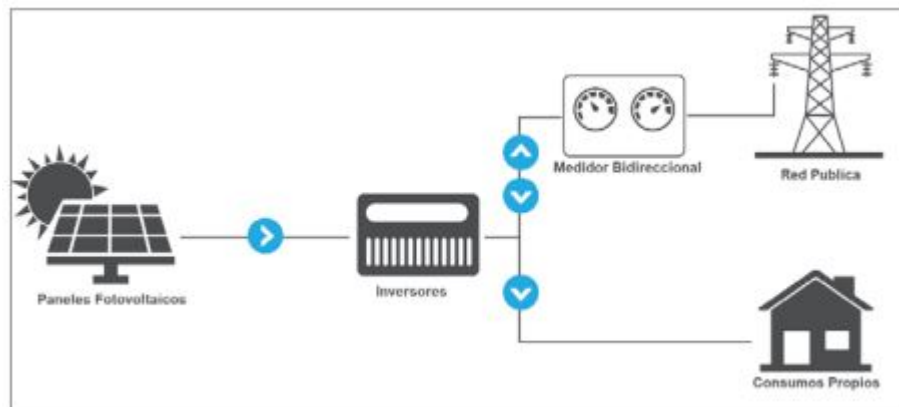 Medidor Bidireccional
Red Publica
Paneles Fotovoltaicos
Inversores
Consumos Propios